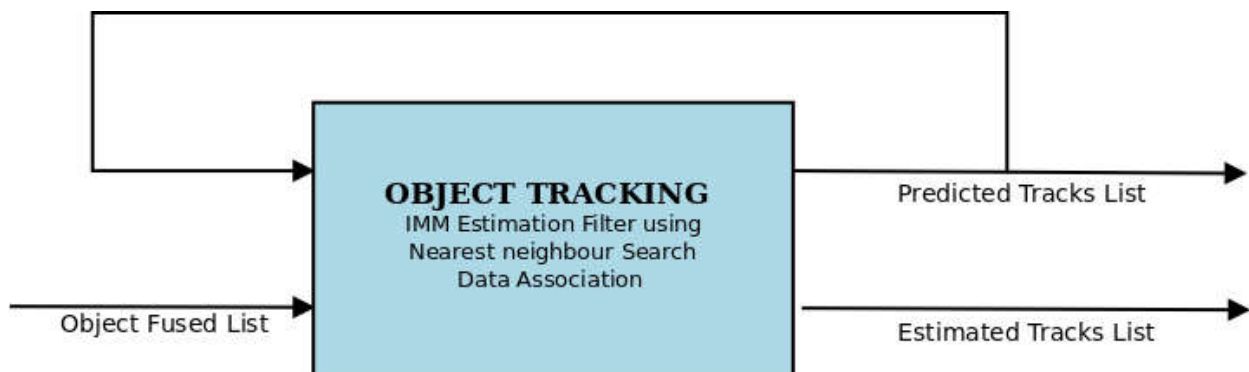 OBJECT TRACKING
IMM Estimation Filter using
Nearest neighbour Search
Data Association
Predicted Tracks List
Object Fused List
Estimated Tracks List